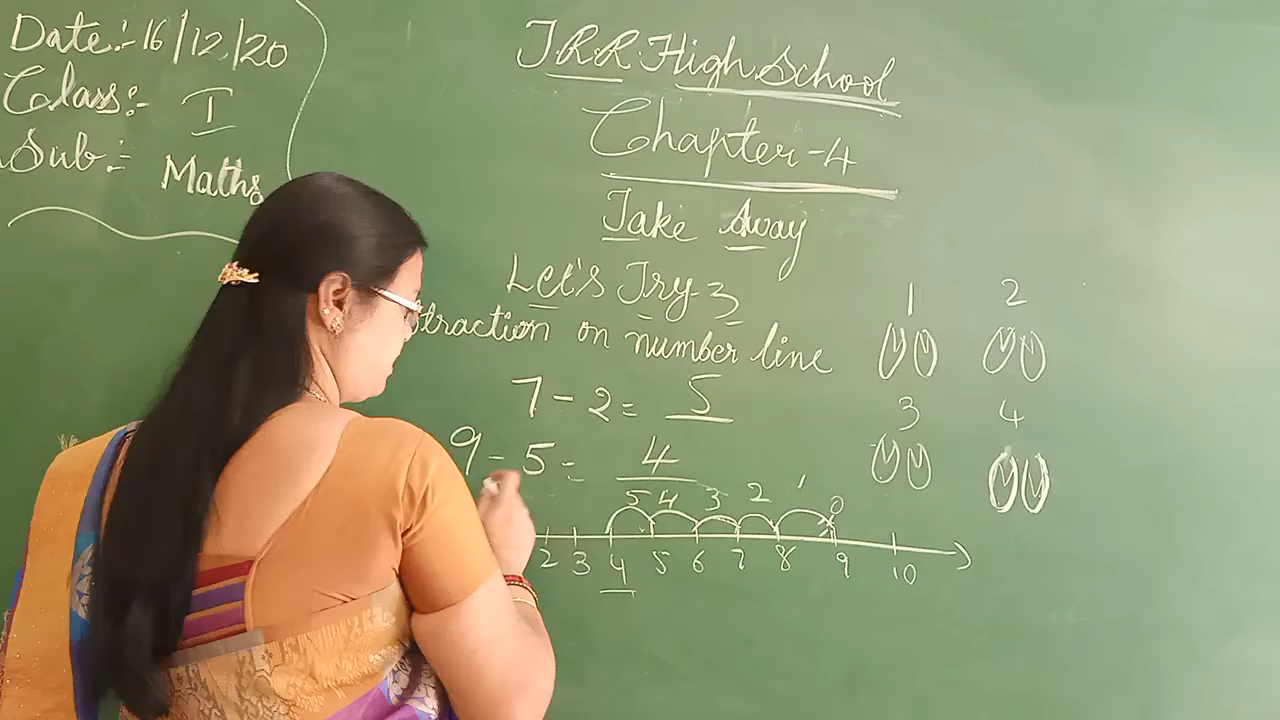 Date:- 16/12/20
Class:- I
Sub:- Maths
J.R.R. High School
Chapter-4
Take Away
Let's Try-3
traction on number line
7 - 2 = 5
9 - 5 = 4
1 2
3 4
5 4 3 2 1 0
2 3 4 5 6 7 8 9 10